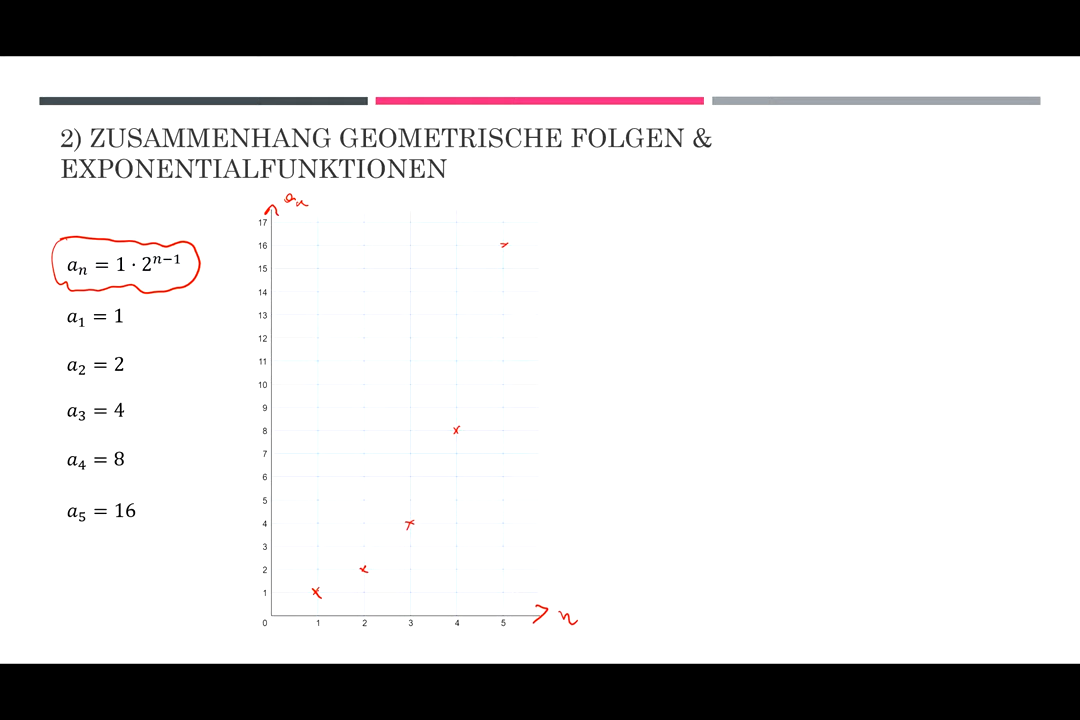 2) ZUSAMMENHANG GEOMETRISCHE FOLGEN &
EXPONENTIALFUNKTIONEN
aₙ = 1 · 2ⁿ⁻¹
a₁ = 1
a₂ = 2
a₃ = 4
a₄ = 8
a₅ = 16
aₙ
17
16
15
14
13
12
11
10
9
8
7
6
5
4
3
2
1
0 1 2 3 4 5
n